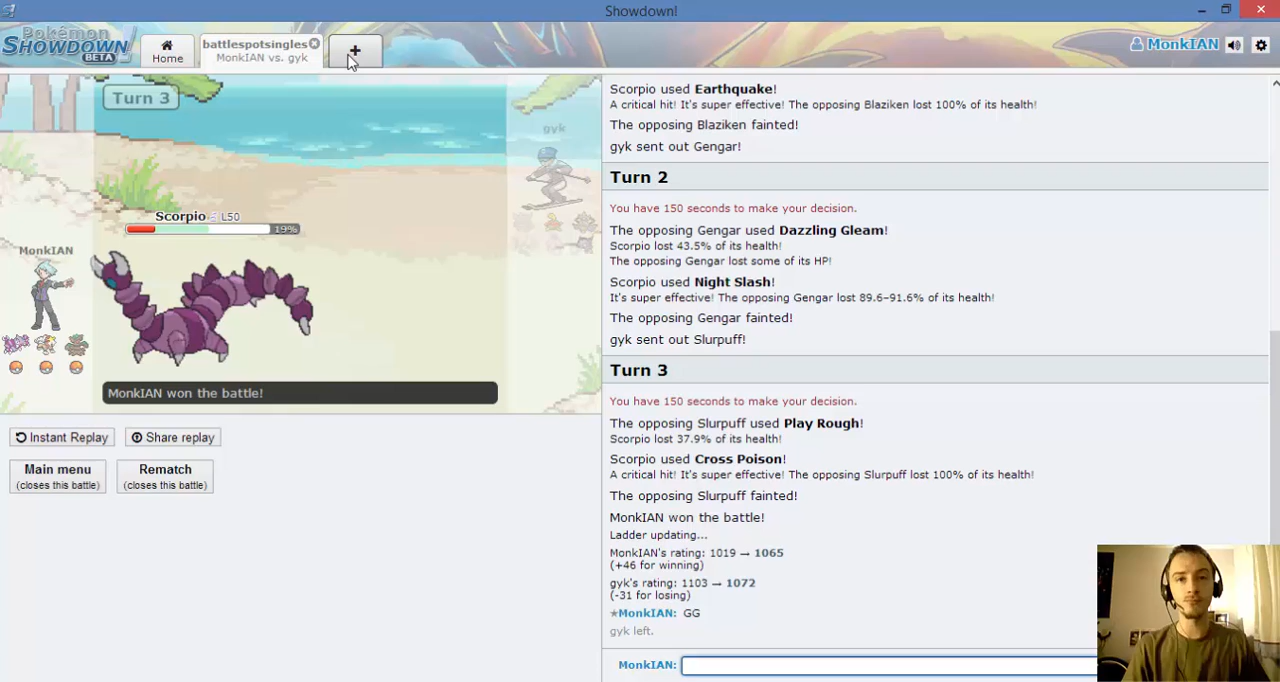 Showdown!
Pokémon
SHOWDOWN
BETA
Home
battlespotsingles
MonkIAN vs. gyk
+
MonkIAN
Turn 3
gyk
Scorpio L50
19%
MonkIAN
MonkIAN won the battle!
Instant Replay
Share replay
Main menu
(closes this battle)
Rematch
(closes this battle)
Scorpio used Earthquake!
A critical hit! It's super effective! The opposing Blaziken lost 100% of its health!
The opposing Blaziken fainted!
gyk sent out Gengar!
Turn 2
You have 150 seconds to make your decision.
The opposing Gengar used Dazzling Gleam!
Scorpio lost 43.5% of its health!
The opposing Gengar lost some of its HP!
Scorpio used Night Slash!
It's super effective! The opposing Gengar lost 89.6–91.6% of its health!
The opposing Gengar fainted!
gyk sent out Slurpuff!
Turn 3
You have 150 seconds to make your decision.
The opposing Slurpuff used Play Rough!
Scorpio lost 37.9% of its health!
Scorpio used Cross Poison!
A critical hit! The opposing Slurpuff lost 100% of its health!
The opposing Slurpuff fainted!
MonkIAN won the battle!
Ladder updating...
MonkIAN's rating: 1019 → 1065
(+46 for winning)
gyk's rating: 1103 → 1072
(-31 for losing)
★MonkIAN: GG
gyk left.
MonkIAN: